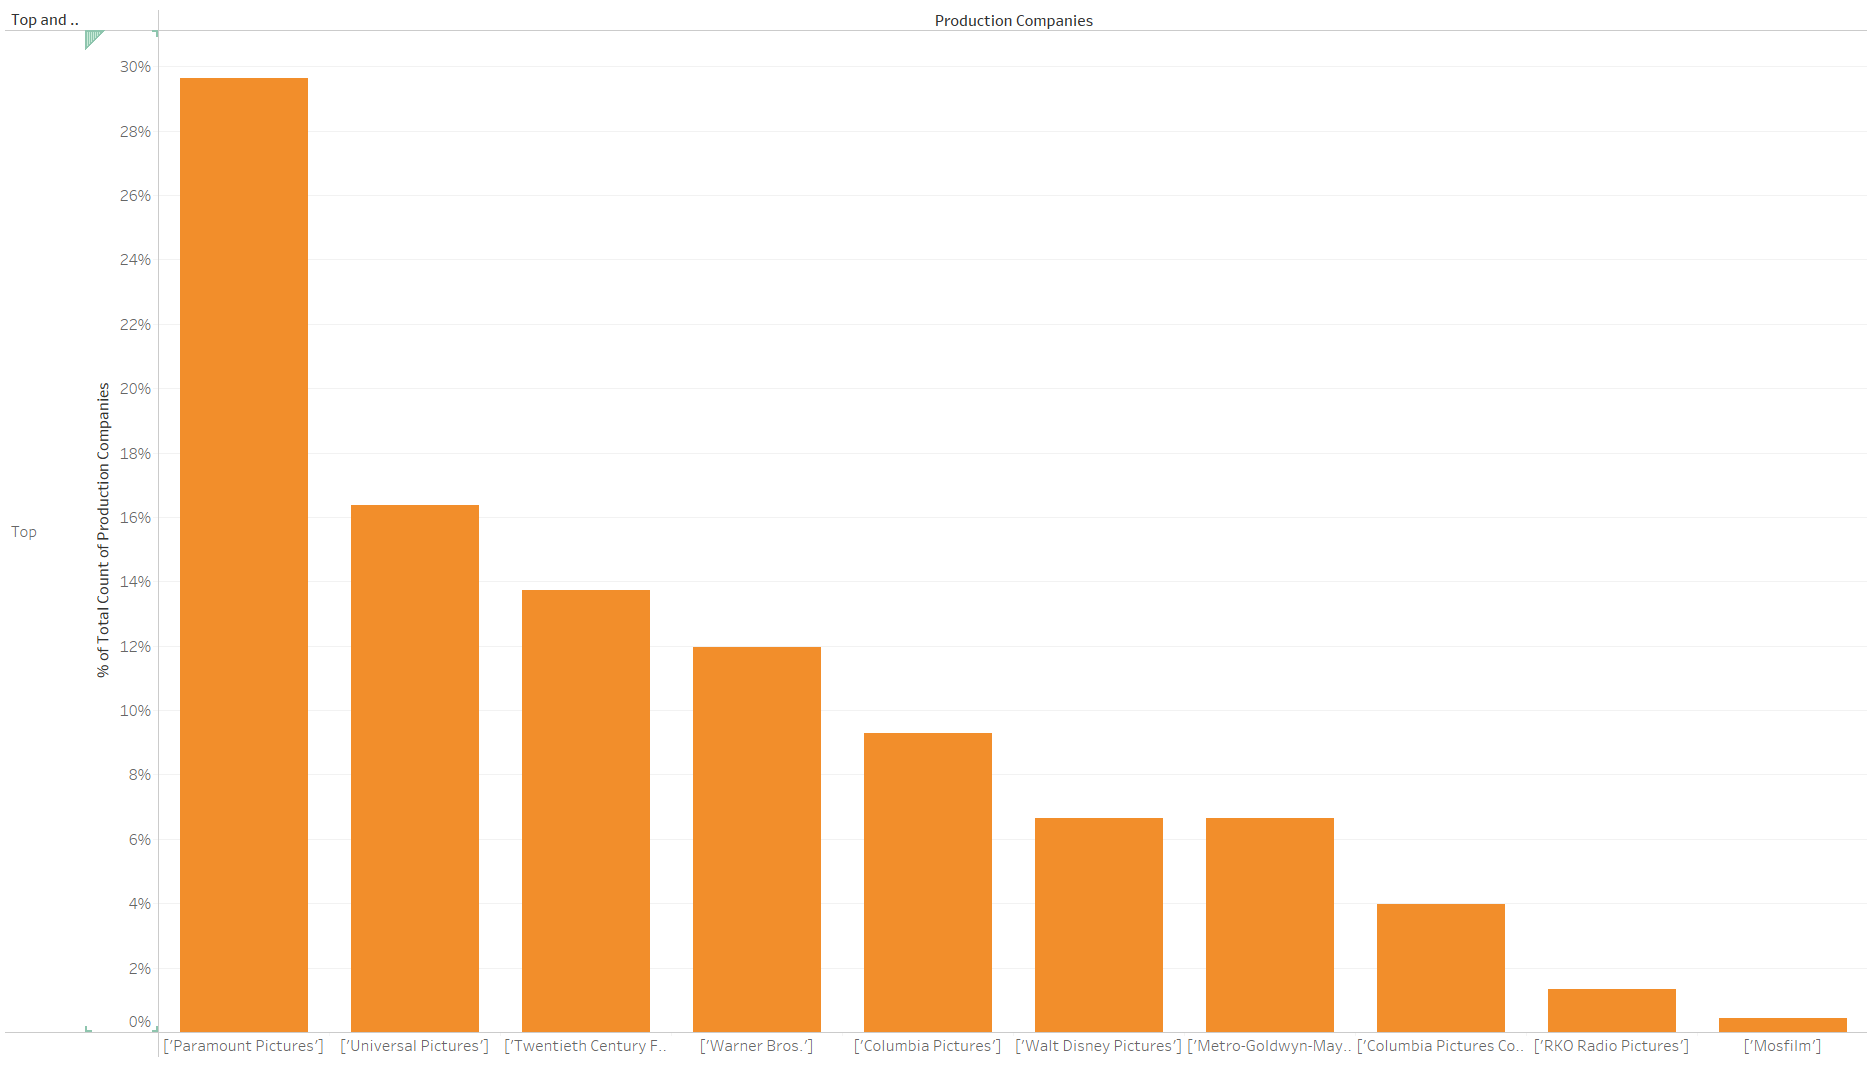 Top and ..
Production Companies
Top
% of Total Count of Production Companies
30%
28%
26%
24%
22%
20%
18%
16%
14%
12%
10%
8%
6%
4%
2%
0%
['Paramount Pictures']
['Universal Pictures']
['Twentieth Century F..
['Warner Bros.']
['Columbia Pictures']
['Walt Disney Pictures']
['Metro-Goldwyn-May..
['Columbia Pictures Co..
['RKO Radio Pictures']
['Mosfilm']